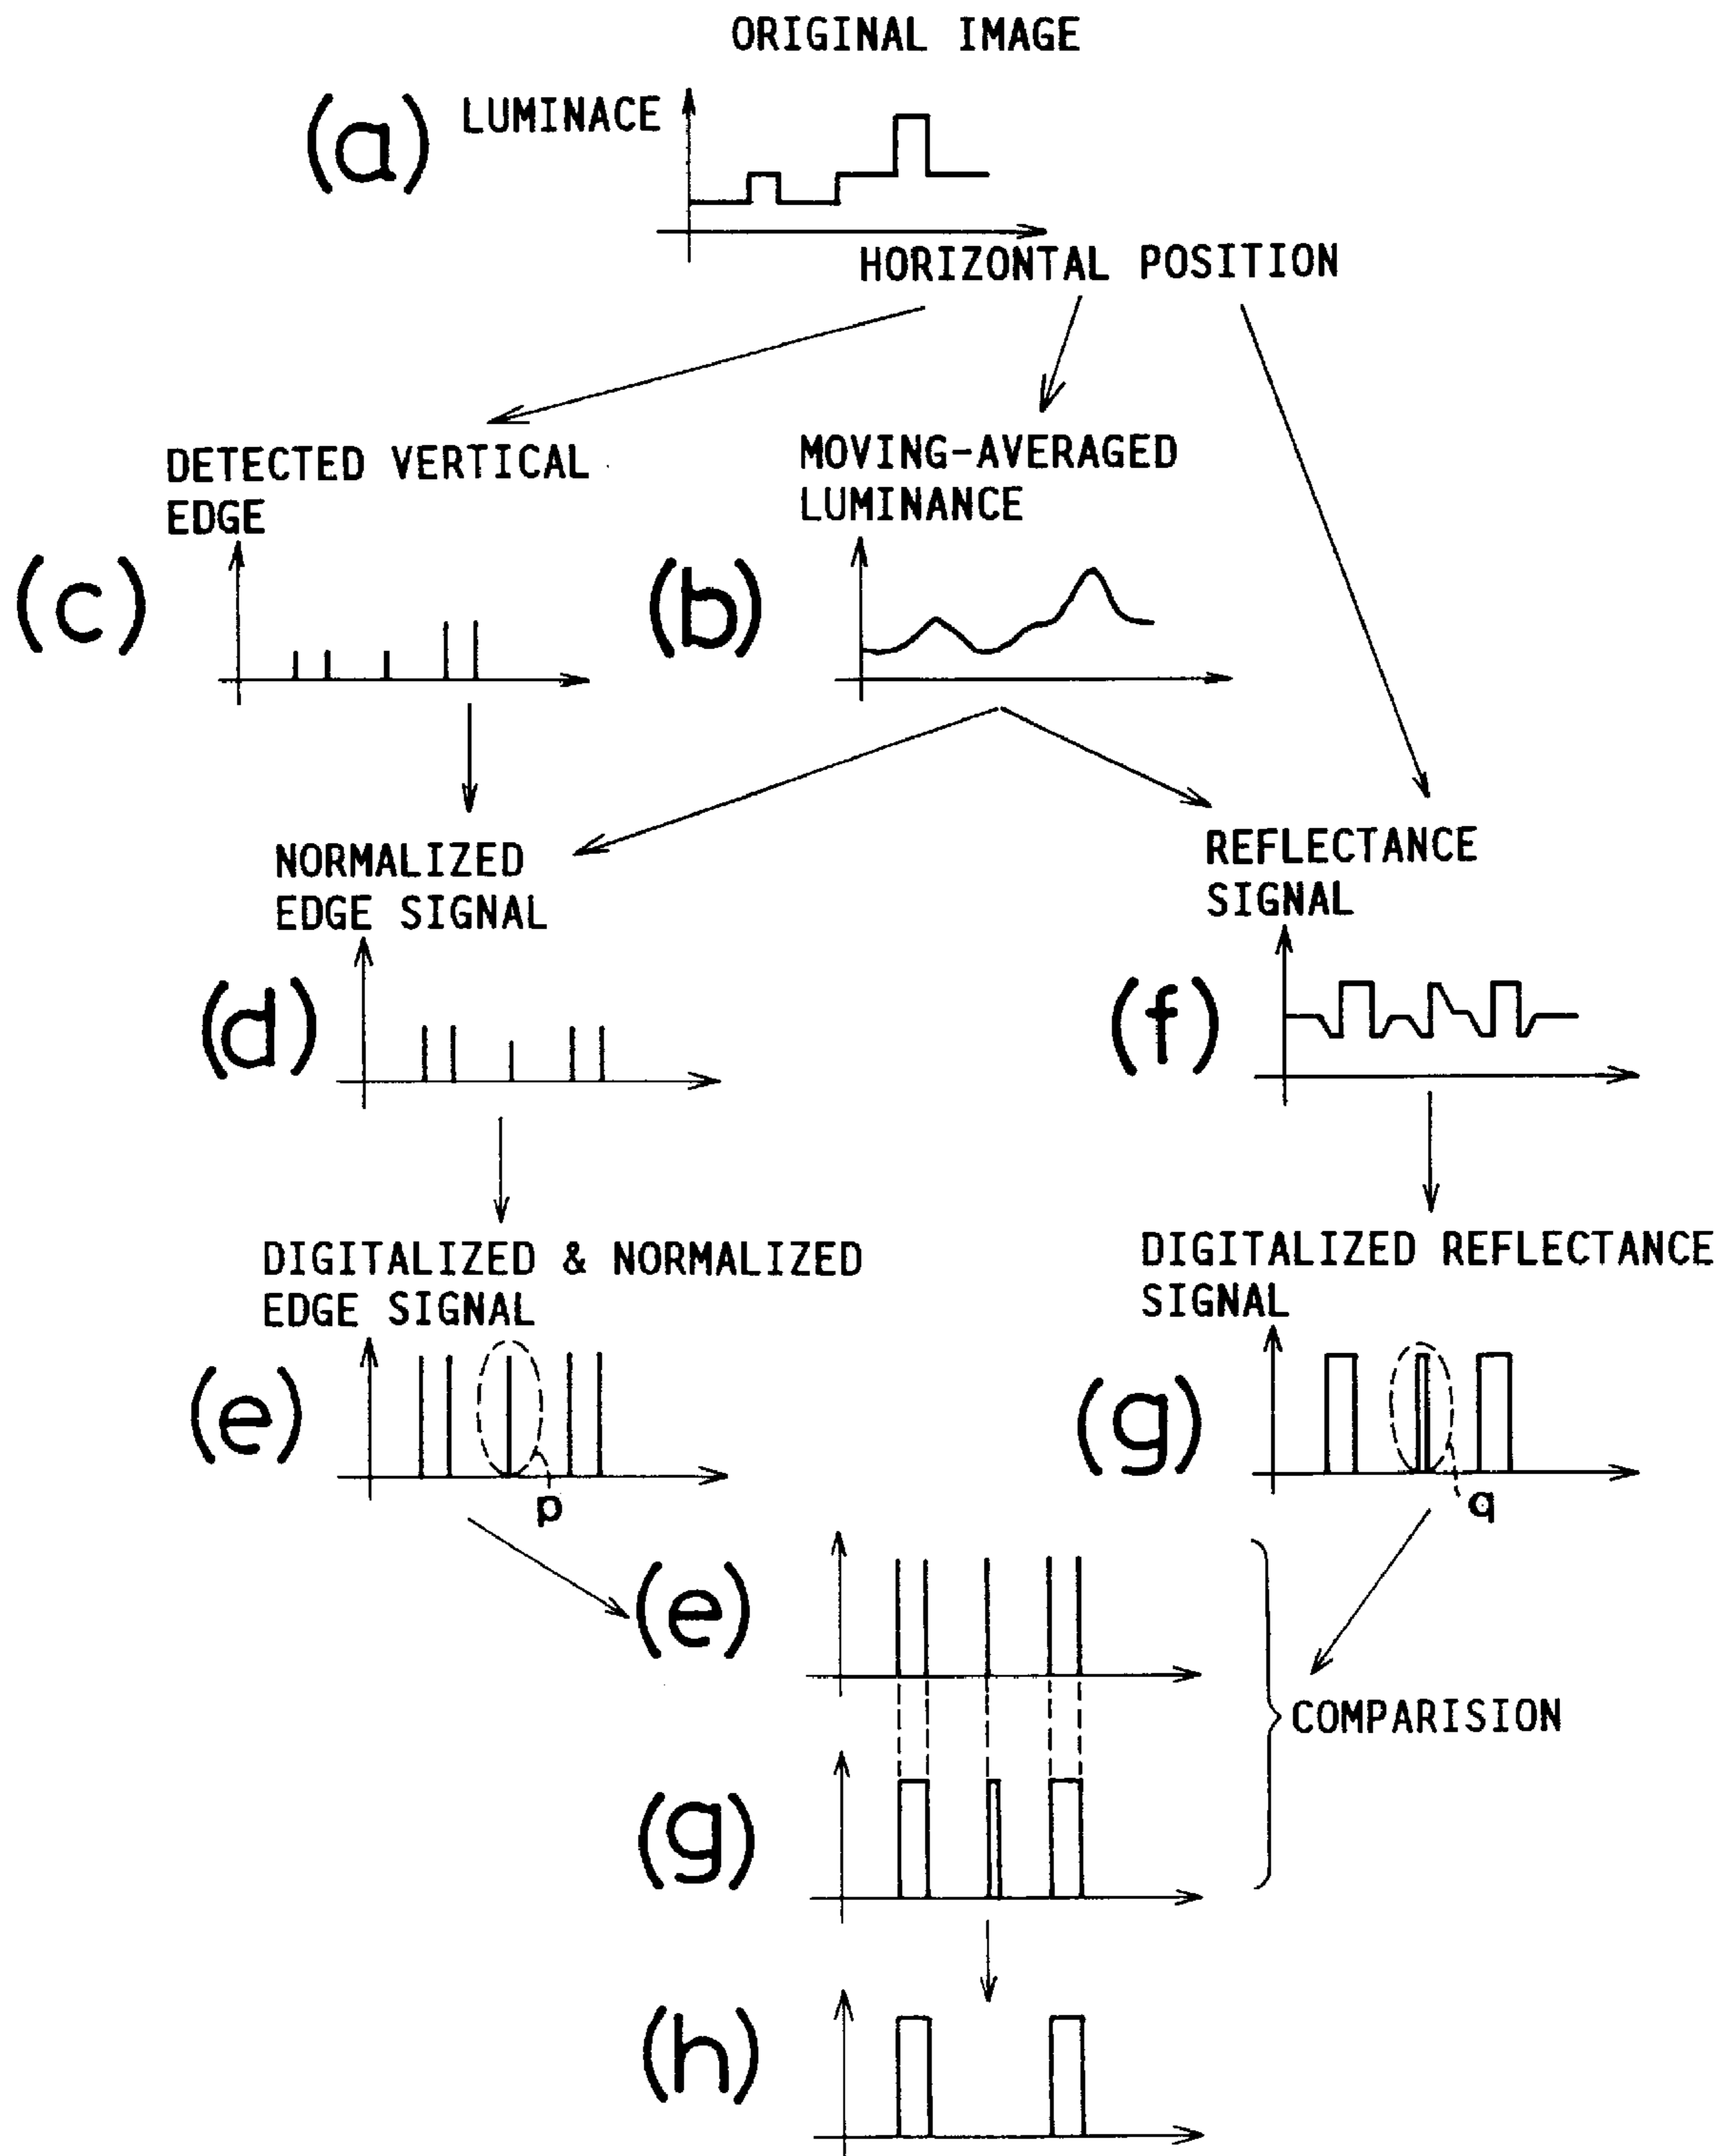 ORIGINAL IMAGE
(a)
LUMINACE
HORIZONTAL POSITION
DETECTED VERTICAL
EDGE
MOVING-AVERAGED
LUMINANCE
(c)
(b)
NORMALIZED
EDGE SIGNAL
REFLECTANCE
SIGNAL
(d)
(f)
DIGITALIZED & NORMALIZED
EDGE SIGNAL
DIGITALIZED REFLECTANCE
SIGNAL
(e)
p
(g)
q
(e)
COMPARISION
(g)
(h)